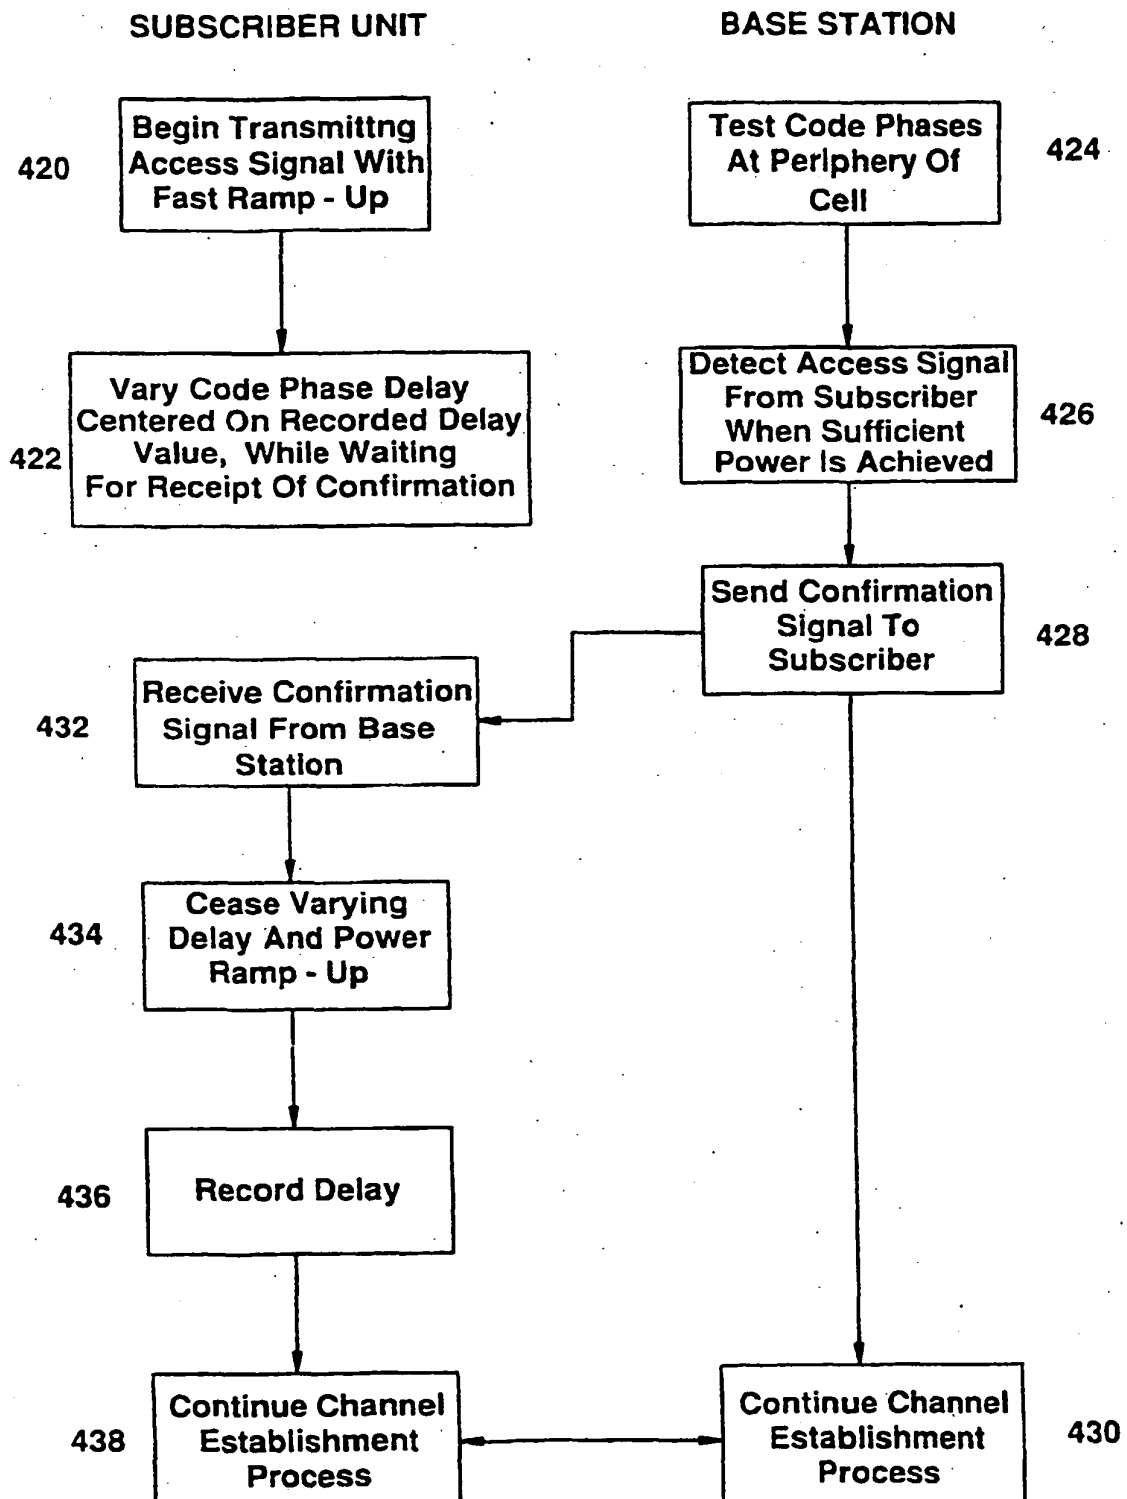 SUBSCRIBER UNIT
BASE STATION
420
Begin Transmittng
Access Signal With
Fast Ramp - Up
Test Code Phases
At Periphery Of
Cell
424
422
Vary Code Phase Delay
Centered On Recorded Delay
Value, While Waiting
For Receipt Of Confirmation
Detect Access Signal
From Subscriber
When Sufficient
Power Is Achieved
426
Send Confirmation
Signal To
Subscriber
428
432
Receive Confirmation
Signal From Base
Station
434
Cease Varying
Delay And Power
Ramp - Up
436
Record Delay
438
Continue Channel
Establishment
Process
Continue Channel
Establishment
Process
430